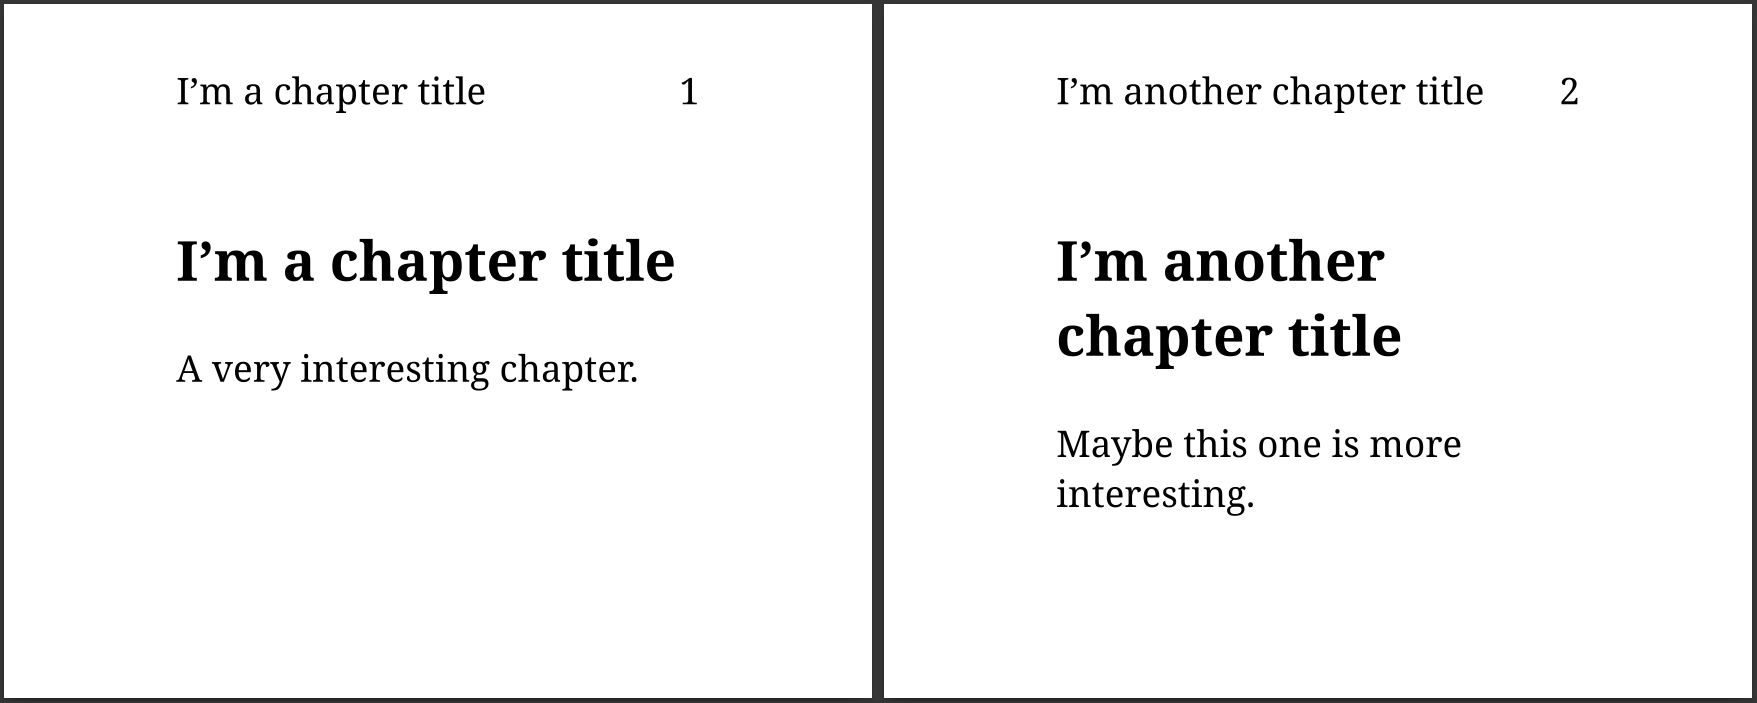 I’m a chapter title 1
I’m a chapter title
A very interesting chapter.
I’m another chapter title 2
I’m another
chapter title
Maybe this one is more
interesting.